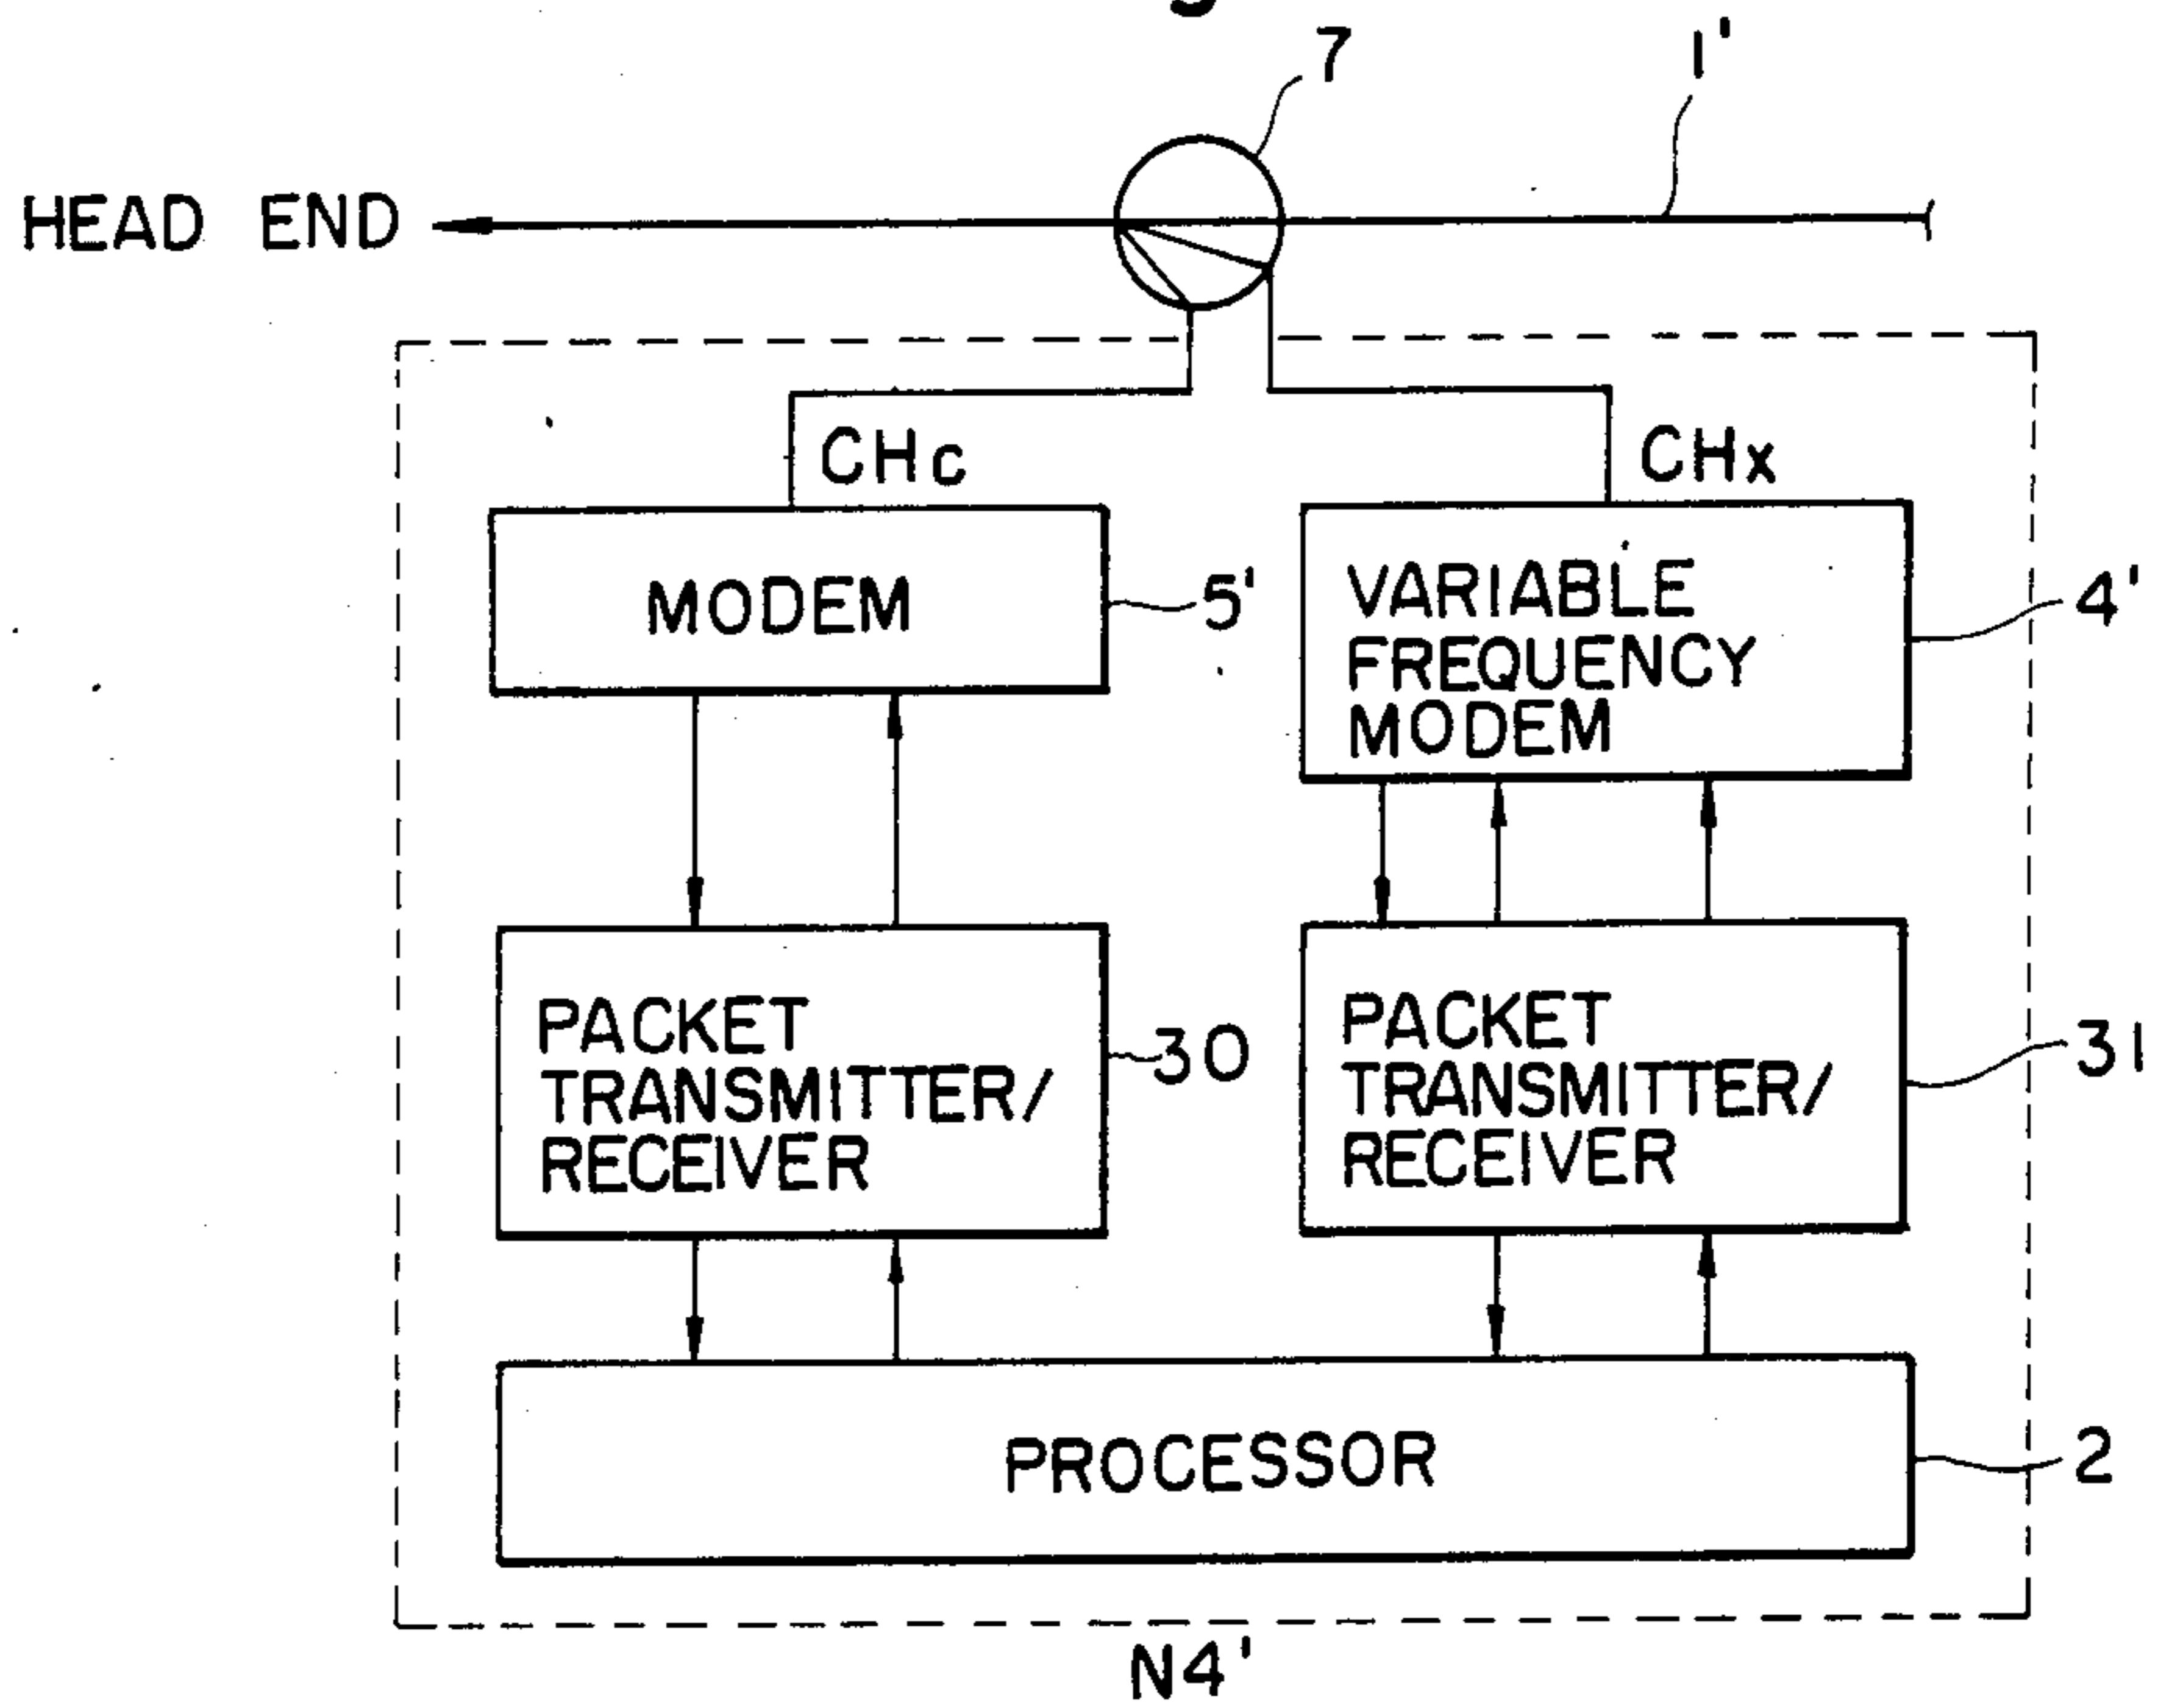 7
1'
HEAD END
CHc
CHx
MODEM
5'
VARIABLE
FREQUENCY
MODEM
4'
PACKET
TRANSMITTER/
RECEIVER
30
PACKET
TRANSMITTER/
RECEIVER
31
PROCESSOR
2
N4'